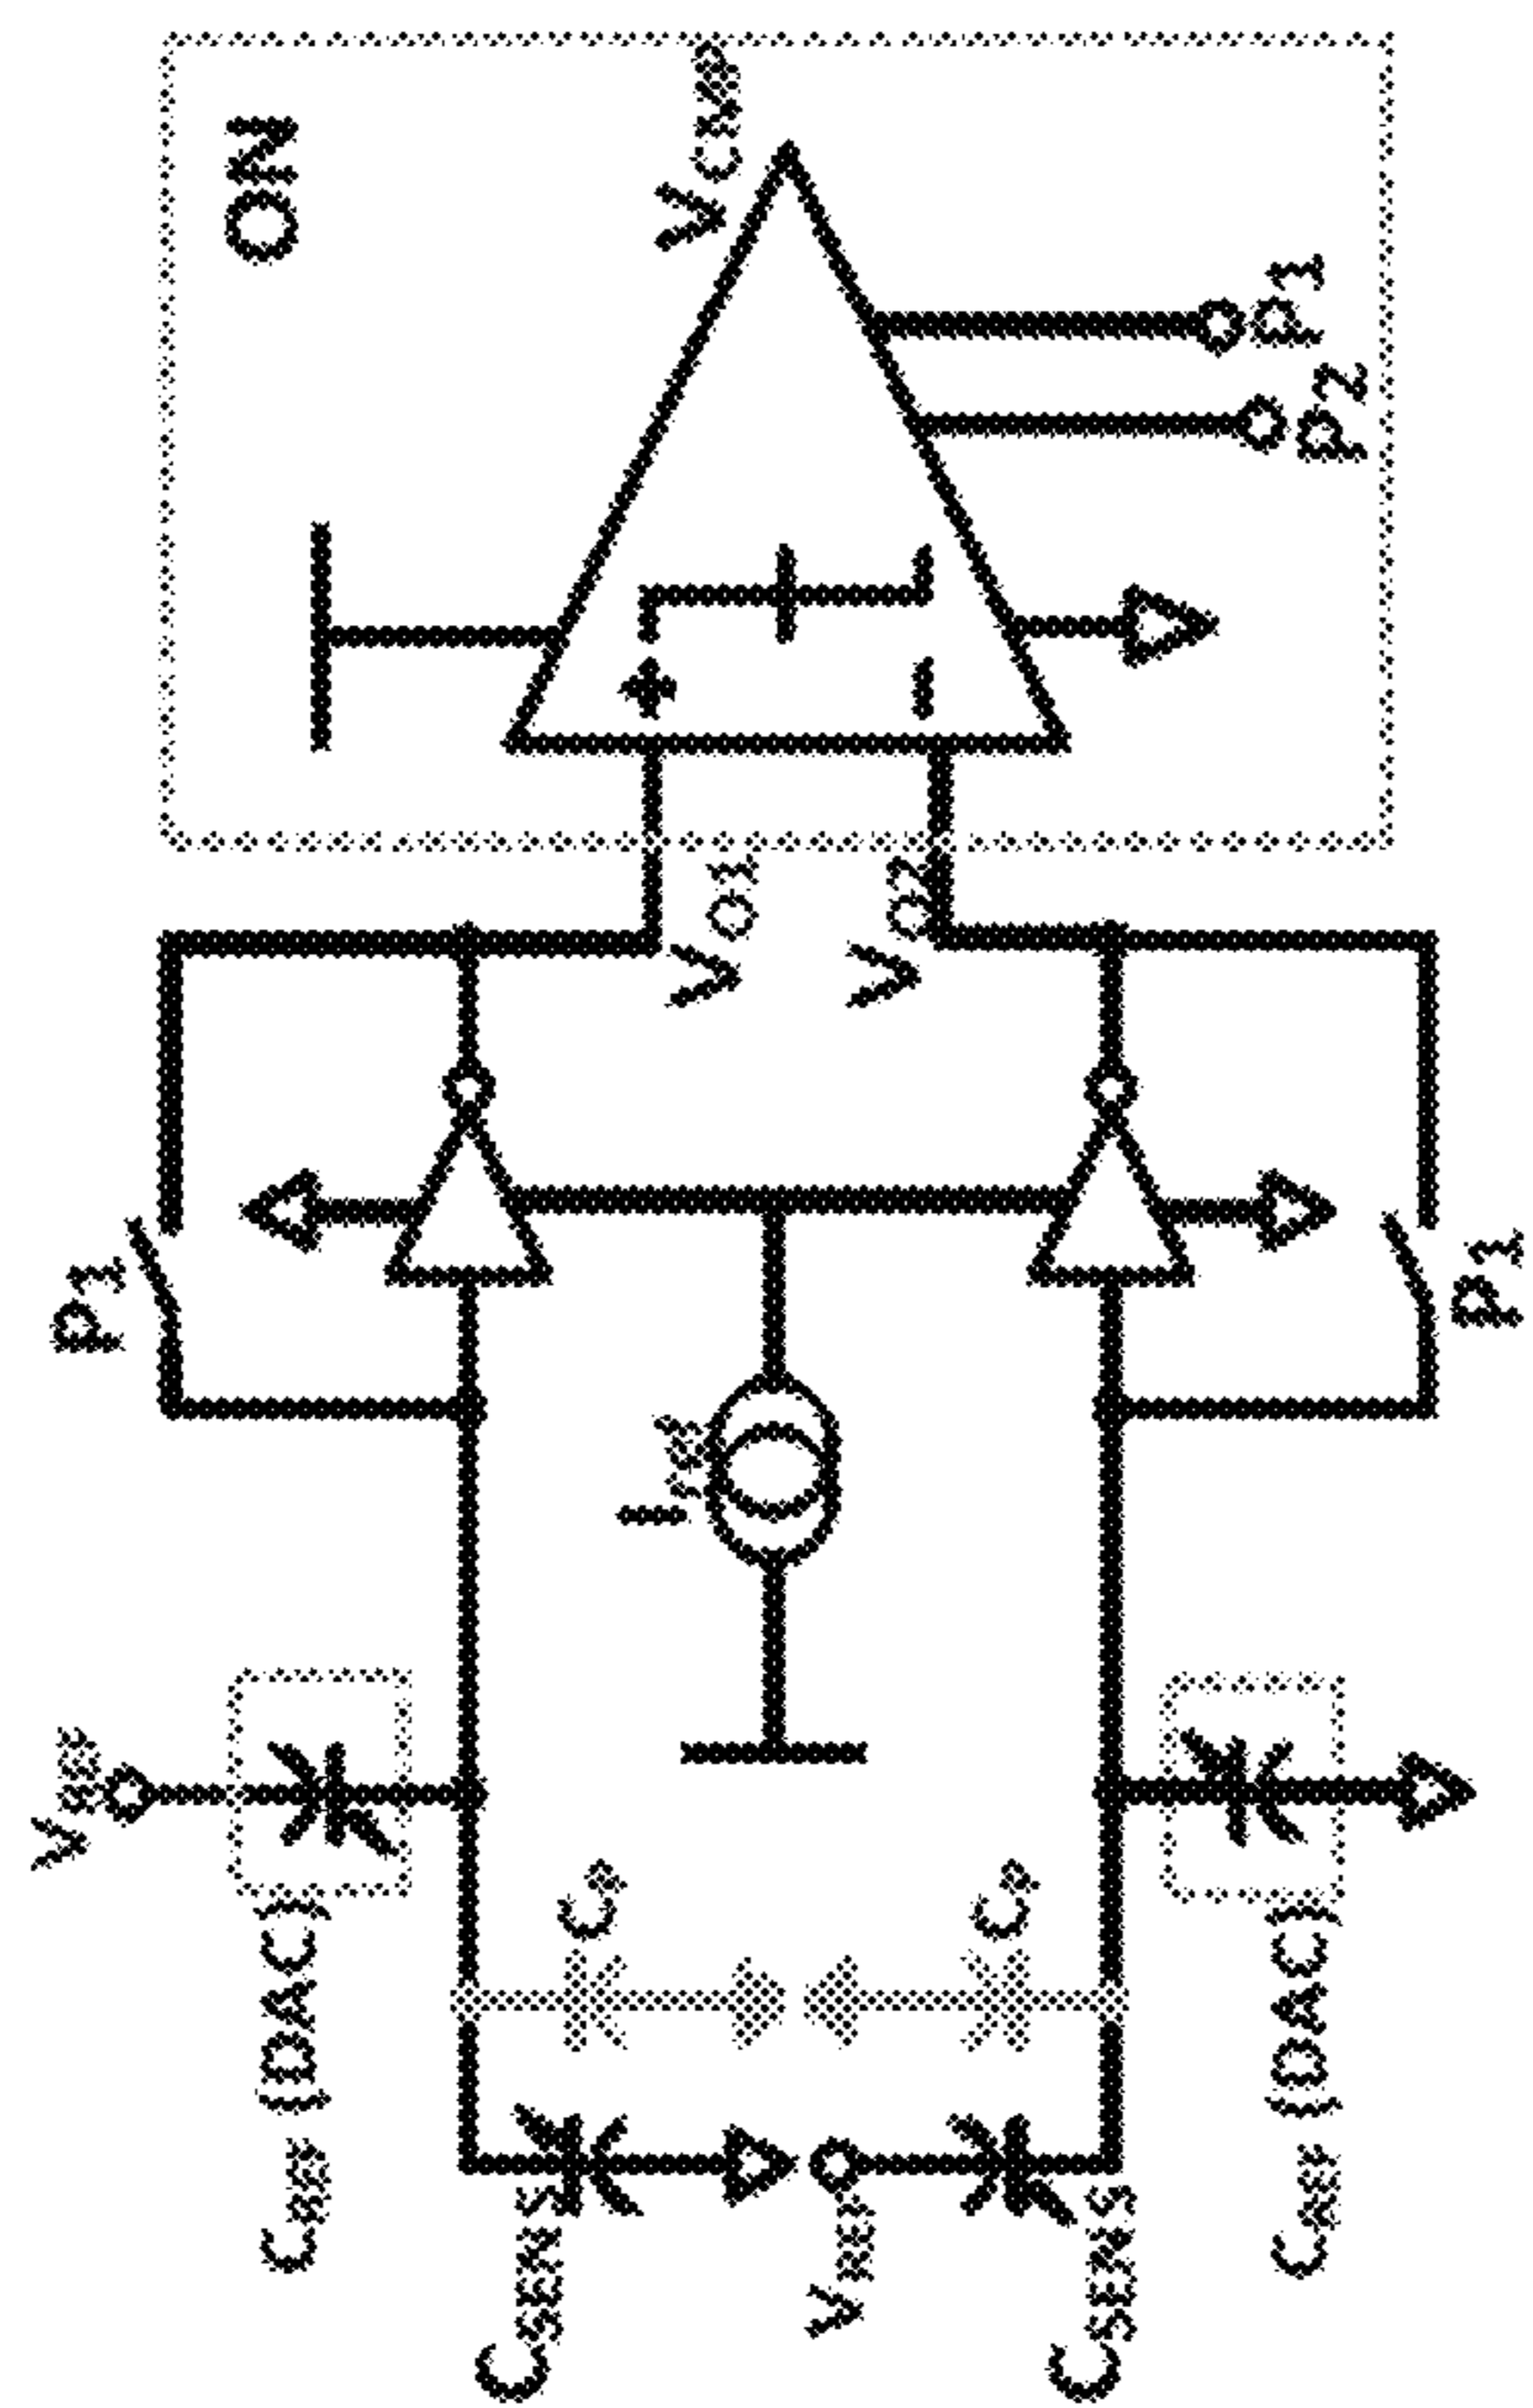 VREF
P1
ON
CREF (DAC)
CSENS
CP
Iref
VCMP
VO1
VREF
VO2
CP
CSENS
CREF (DAC)
P1
P2
P1